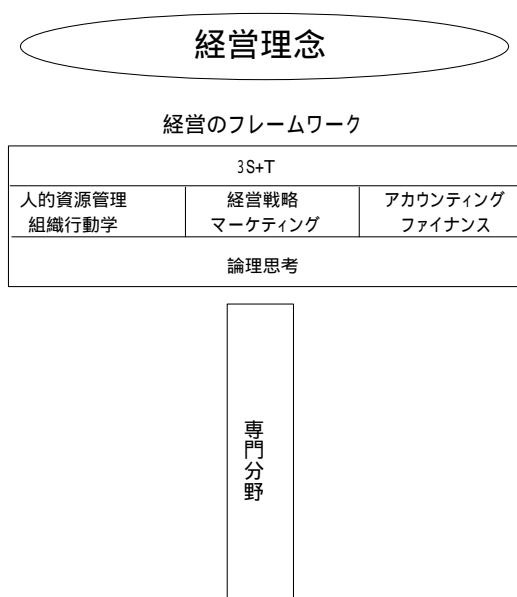 経営理念
経営のフレームワーク
3S+T
人的資源管理
組織行動学
経営戦略
マーケティング
アカウンティング
ファイナンス
論理思考
専門分野